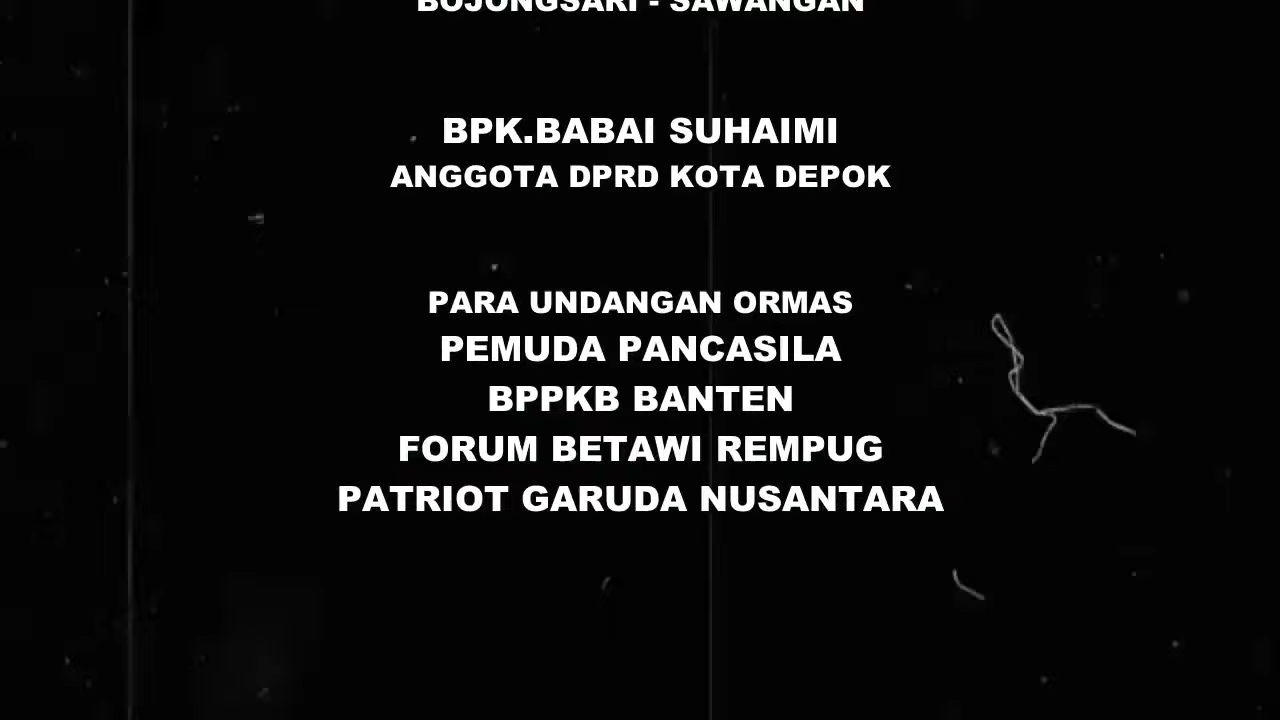 BOJONGSARI - SAWANGAN
BPK.BABAI SUHAIMI
ANGGOTA DPRD KOTA DEPOK
PARA UNDANGAN ORMAS
PEMUDA PANCASILA
BPPKB BANTEN
FORUM BETAWI REMPUG
PATRIOT GARUDA NUSANTARA